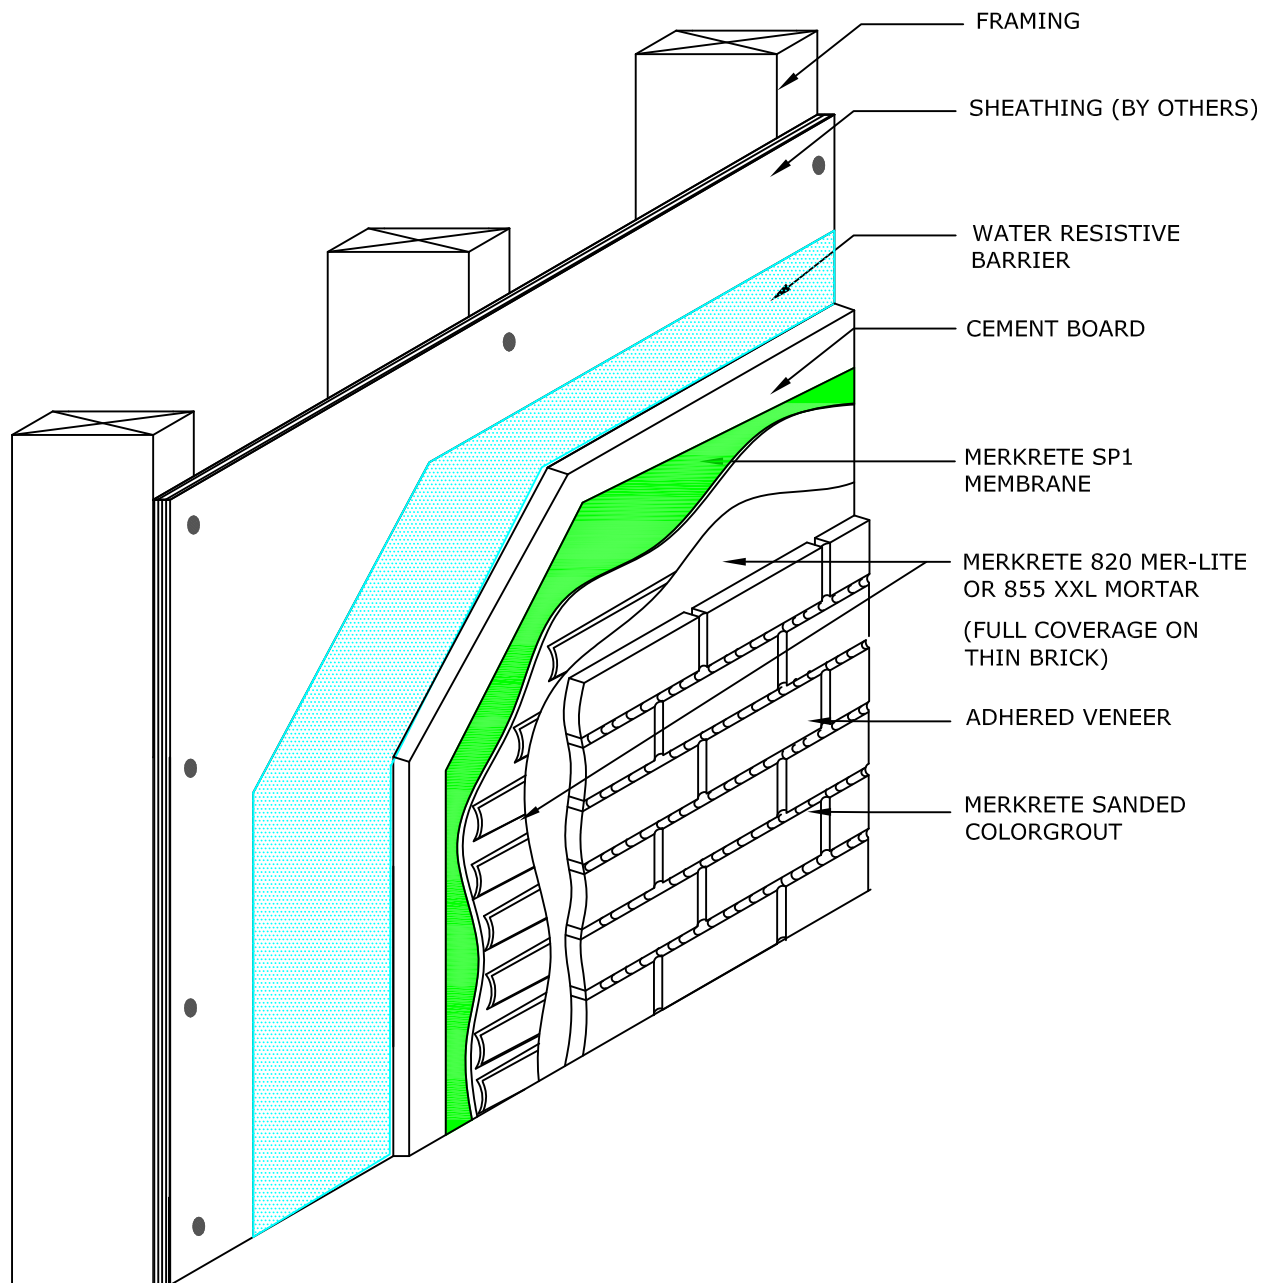 FRAMING
SHEATHING (BY OTHERS)
WATER RESISTIVE
BARRIER
CEMENT BOARD
MERKRETE SP1
MEMBRANE
MERKRETE 820 MER-LITE
OR 855 XXL MORTAR
(FULL COVERAGE ON
THIN BRICK)
ADHERED VENEER
MERKRETE SANDED
COLORGROUT